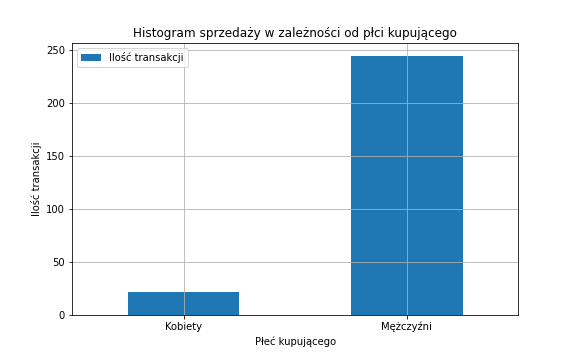 Histogram sprzedaży w zależności od płci kupującego
Ilość transakcji
Ilość transakcji
250
200
150
100
50
0
Kobiety Mężczyźni
Płeć kupującego